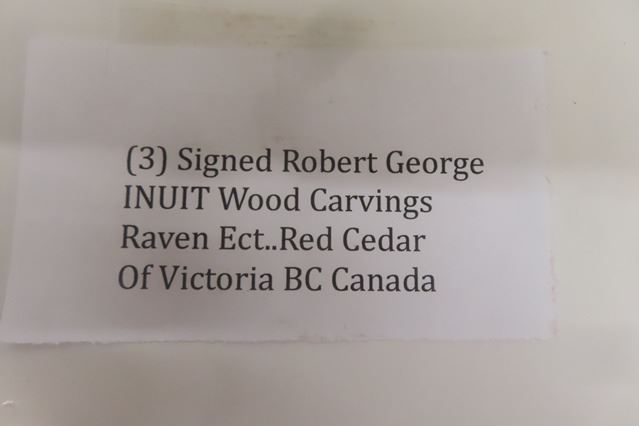 (3) Signed Robert George
INUIT Wood Carvings
Raven Ect..Red Cedar
Of Victoria BC Canada